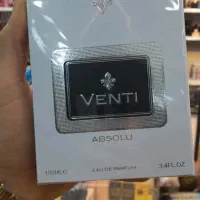 VENTI
ABSOLU
100ML℮ EAU DE PARFUM 3.4FL.OZ